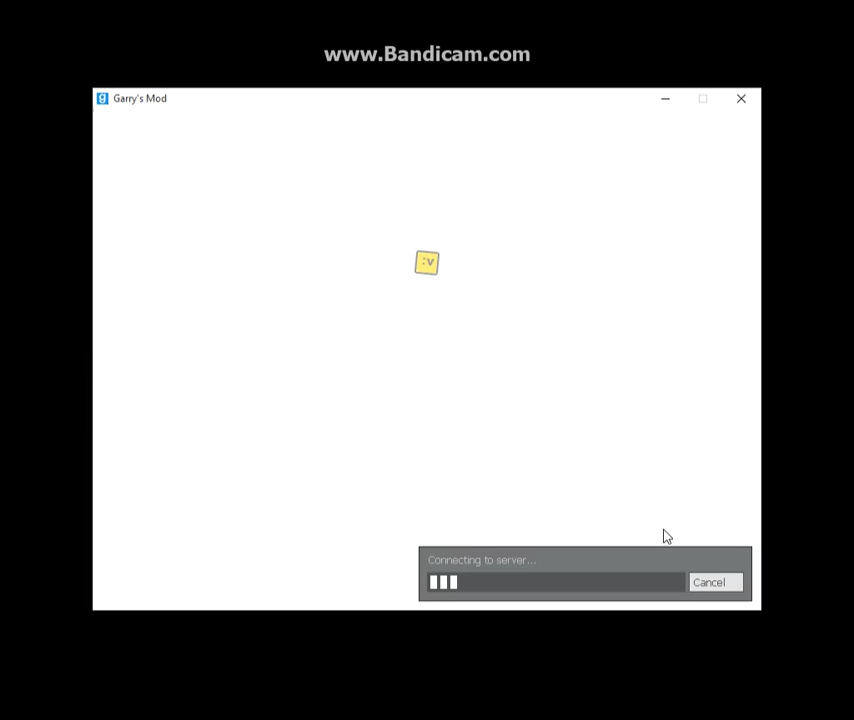 www.Bandicam.com
g Garry's Mod
:v
Connecting to server...
Cancel